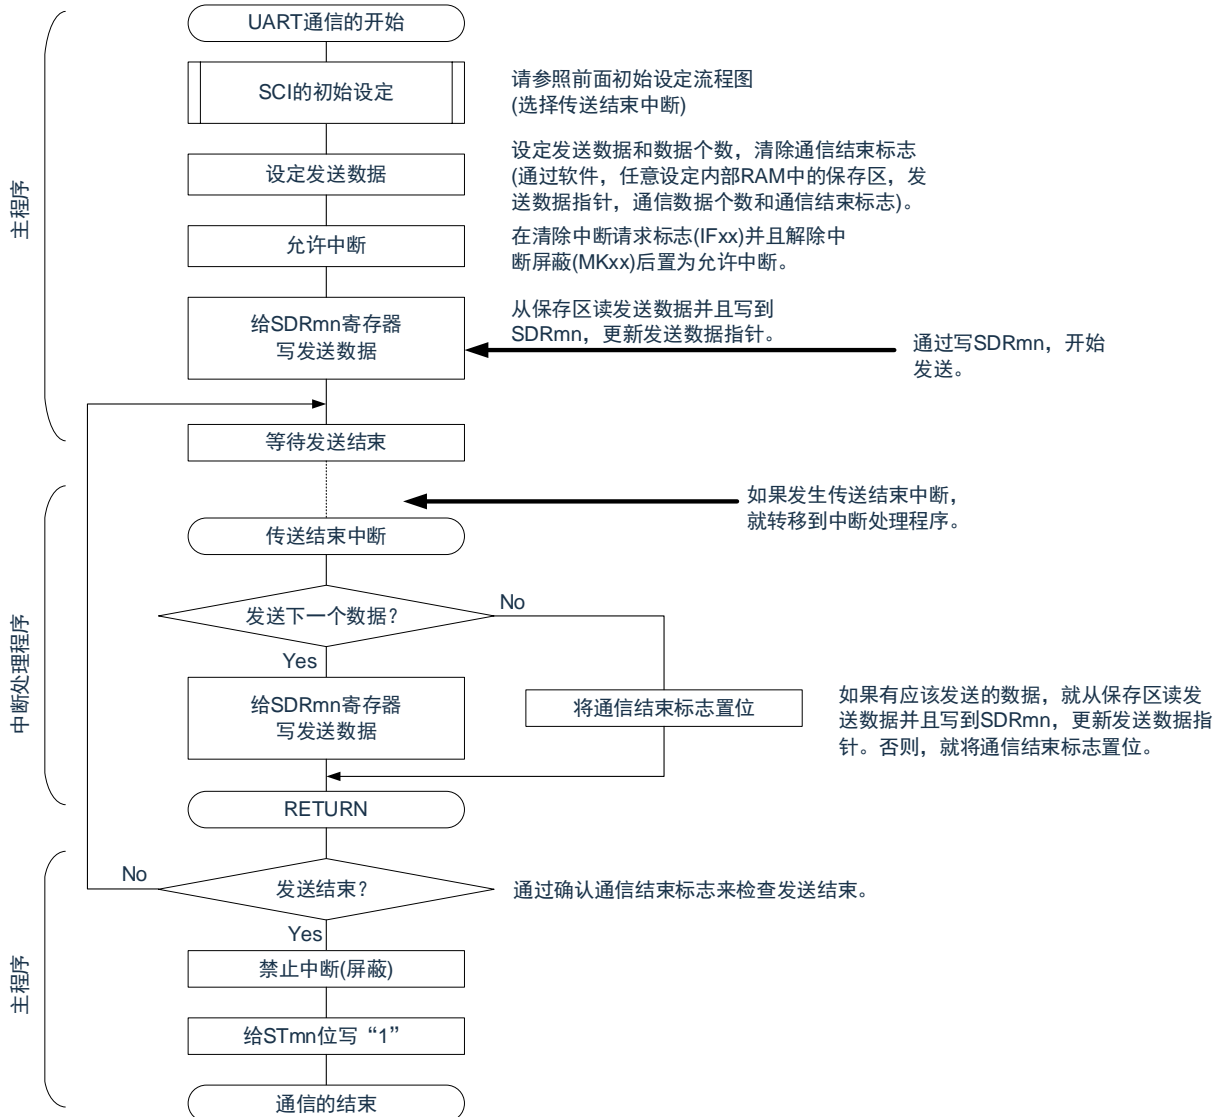 UART通信的开始
SCI的初始设定
请参照前面初始设定流程图
(选择传送结束中断)
设定发送数据
设定发送数据和数据个数，清除通信结束标志
(通过软件，任意设定内部RAM中的保存区，发
送数据指针，通信数据个数和通信结束标志)。
主程序
允许中断
在清除中断请求标志(IFxx)并且解除中
断屏蔽(MKxx)后置为允许中断。
给SDRmn寄存器
写发送数据
从保存区读发送数据并且写到
SDRmn，更新发送数据指针。
通过写SDRmn，开始
发送。
等待发送结束
如果发生传送结束中断，
就转移到中断处理程序。
传送结束中断
发送下一个数据？
No
Yes
中断处理程序
给SDRmn寄存器
写发送数据
将通信结束标志置位
如果有应该发送的数据，就从保存区读发
送数据并且写到SDRmn，更新发送数据指
针。否则，就将通信结束标志置位。
RETURN
No
发送结束？
通过确认通信结束标志来检查发送结束。
Yes
主程序
禁止中断(屏蔽)
给STmn位写“1”
通信的结束